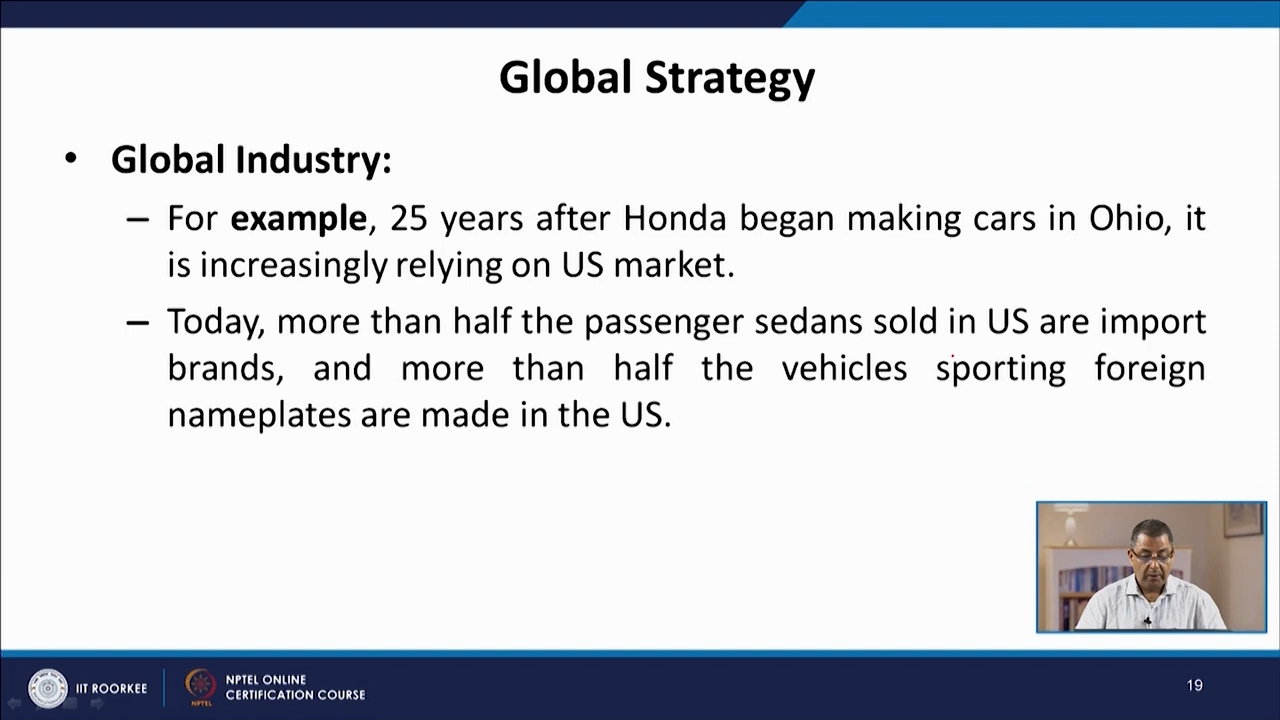 Global Strategy
• Global Industry:
– For example, 25 years after Honda began making cars in Ohio, it
is increasingly relying on US market.
– Today, more than half the passenger sedans sold in US are import
brands, and more than half the vehicles sporting foreign
nameplates are made in the US.
IIT ROORKEE
NPTEL
NPTEL ONLINE
CERTIFICATION COURSE
19